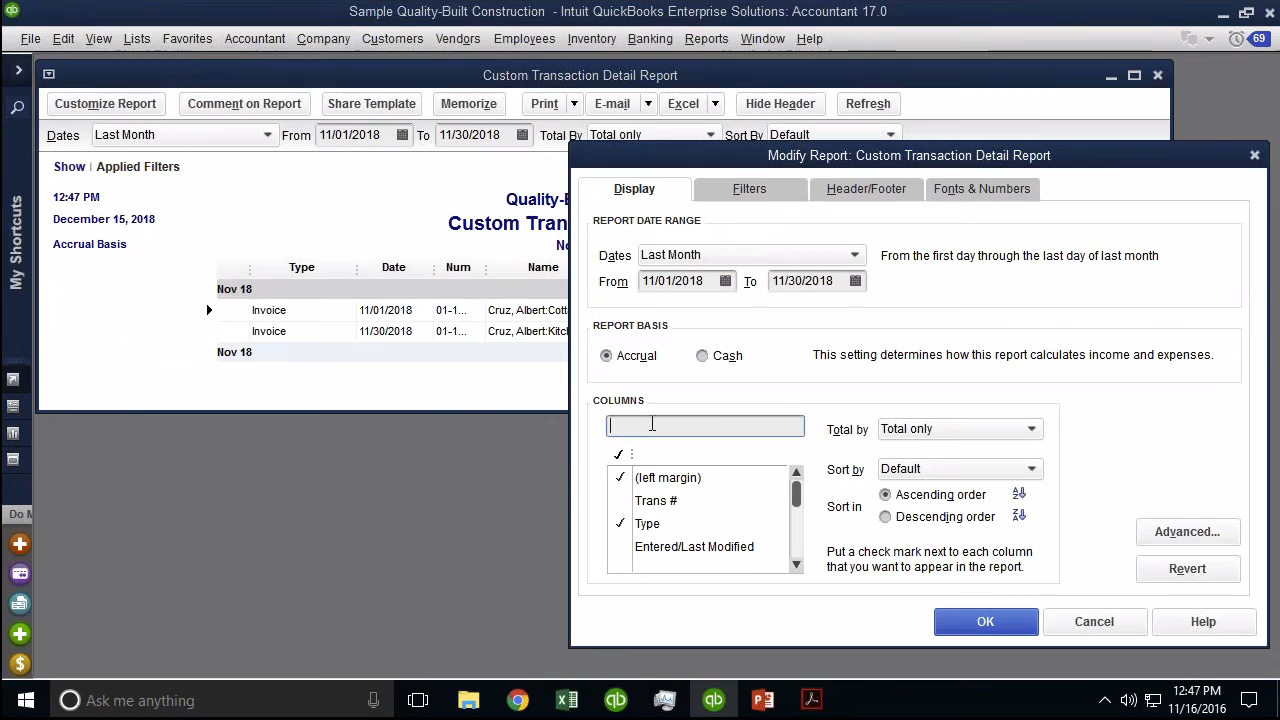 Sample Quality-Built Construction - Intuit QuickBooks Enterprise Solutions: Accountant 17.0
File Edit View Lists Favorites Accountant Company Customers Vendors Employees Inventory Banking Reports Window Help
69
Custom Transaction Detail Report
Customize Report Comment on Report Share Template Memorize Print E-mail Excel Hide Header Refresh
Dates Last Month From 11/01/2018 To 11/30/2018 Total By Total only Sort By Default
Show | Applied Filters
12:47 PM
December 15, 2018
Accrual Basis
Quality-B
Custom Tran
No
Type Date Num Name
Nov 18
Invoice 11/01/2018 01-1... Cruz, Albert:Cott
Invoice 11/30/2018 01-1... Cruz, Albert:Kitch
Nov 18
My Shortcuts
Do M
Modify Report: Custom Transaction Detail Report
Display Filters Header/Footer Fonts & Numbers
REPORT DATE RANGE
Dates Last Month From the first day through the last day of last month
From 11/01/2018 To 11/30/2018
REPORT BASIS
Accrual Cash This setting determines how this report calculates income and expenses.
COLUMNS
(left margin)
Trans #
Type
Entered/Last Modified
Total by Total only
Sort by Default
Sort in Ascending order
Descending order
Put a check mark next to each column
that you want to appear in the report.
Advanced...
Revert
OK Cancel Help
Ask me anything
12:47 PM
11/16/2016